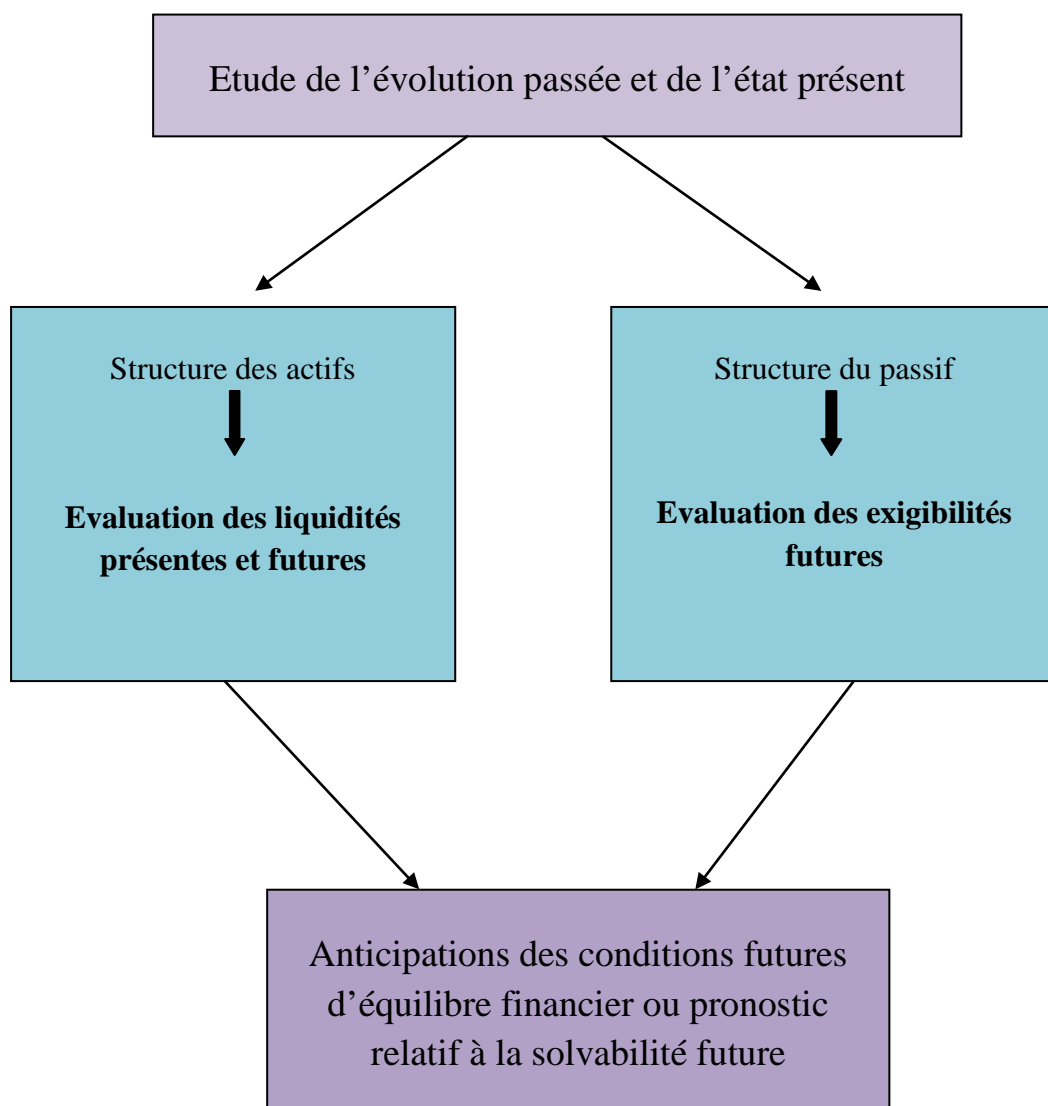 Etude de l’évolution passée et de l’état présent
Structure des actifs
Evaluation des liquidités
présentes et futures
Structure du passif
Evaluation des exigibilités
futures
Anticipations des conditions futures
d’équilibre financier ou pronostic
relatif à la solvabilité future